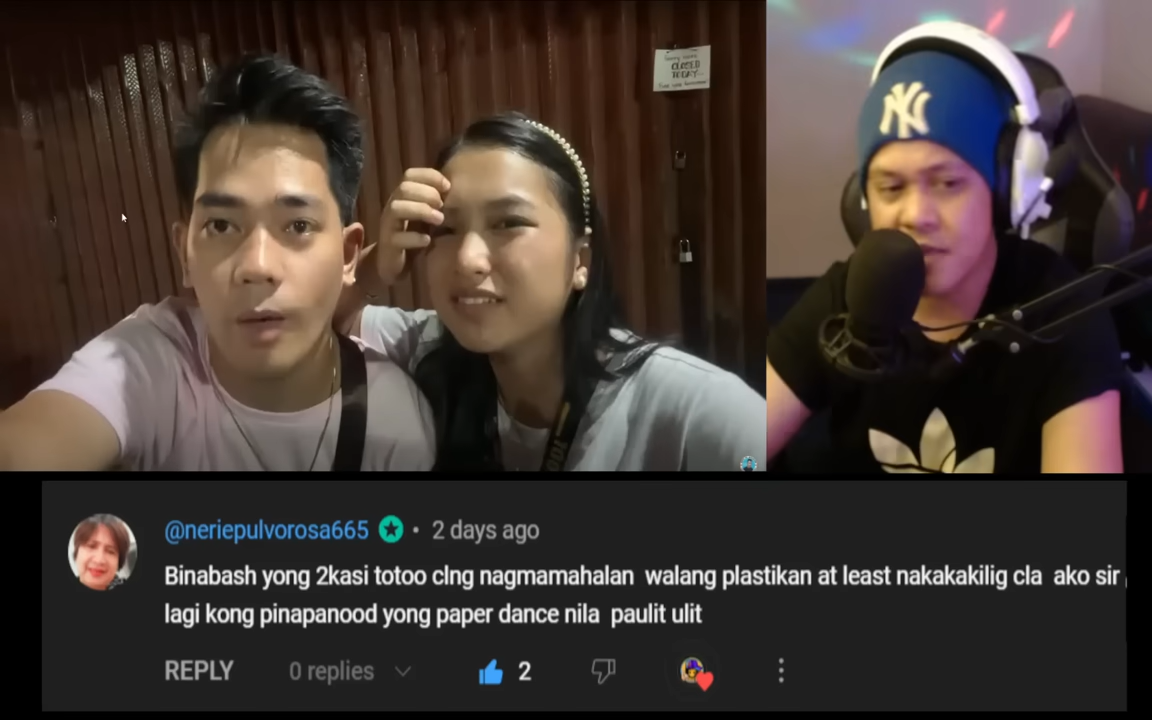 CLOSED
TODAY
NY
@neriepulvorosa665 • 2 days ago
Binabash yong 2kasi totoo clng nagmamahalan walang plastikan at least nakakakilig cla ako sir
lagi kong pinapanood yong paper dance nila paulit ulit
REPLY 0 replies 2